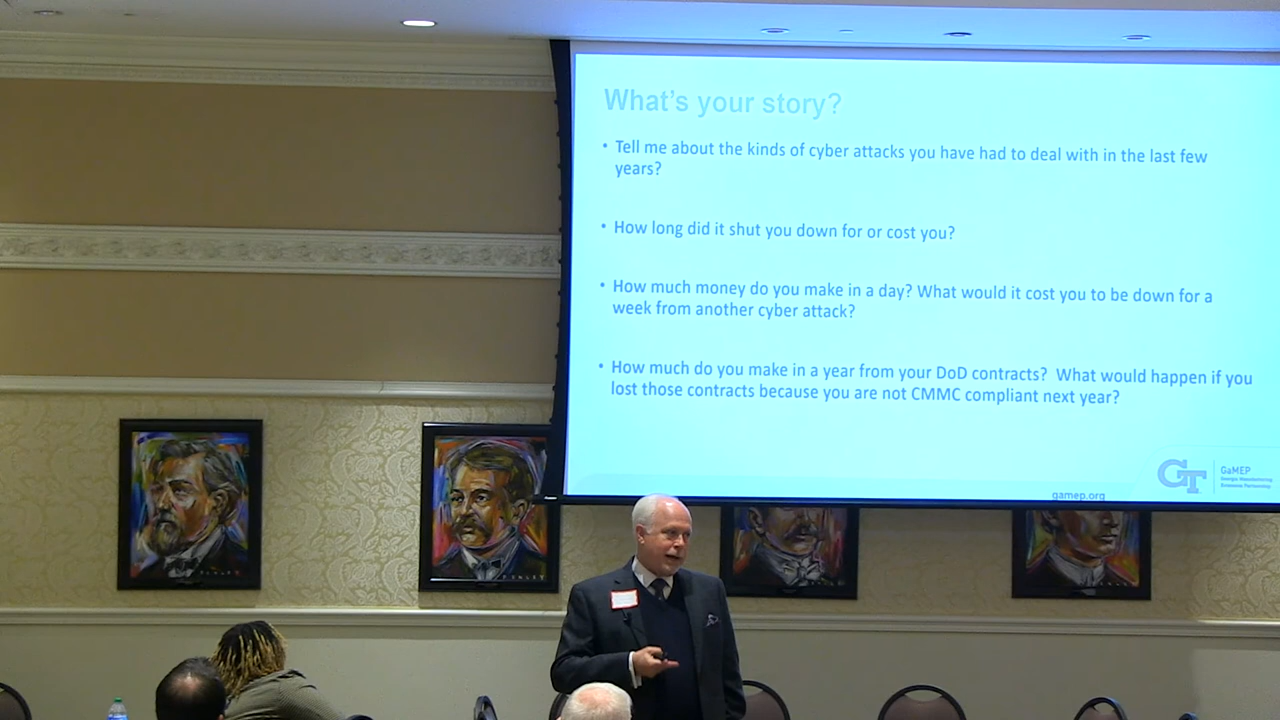 What's your story?
• Tell me about the kinds of cyber attacks you have had to deal with in the last few
years?
• How long did it shut you down for or cost you?
• How much money do you make in a day? What would it cost you to be down for a
week from another cyber attack?
• How much do you make in a year from your DoD contracts? What would happen if you
lost those contracts because you are not CMMC compliant next year?
GT
GaMEP
Georgia Manufacturing
Extension Partnership
gamep.org